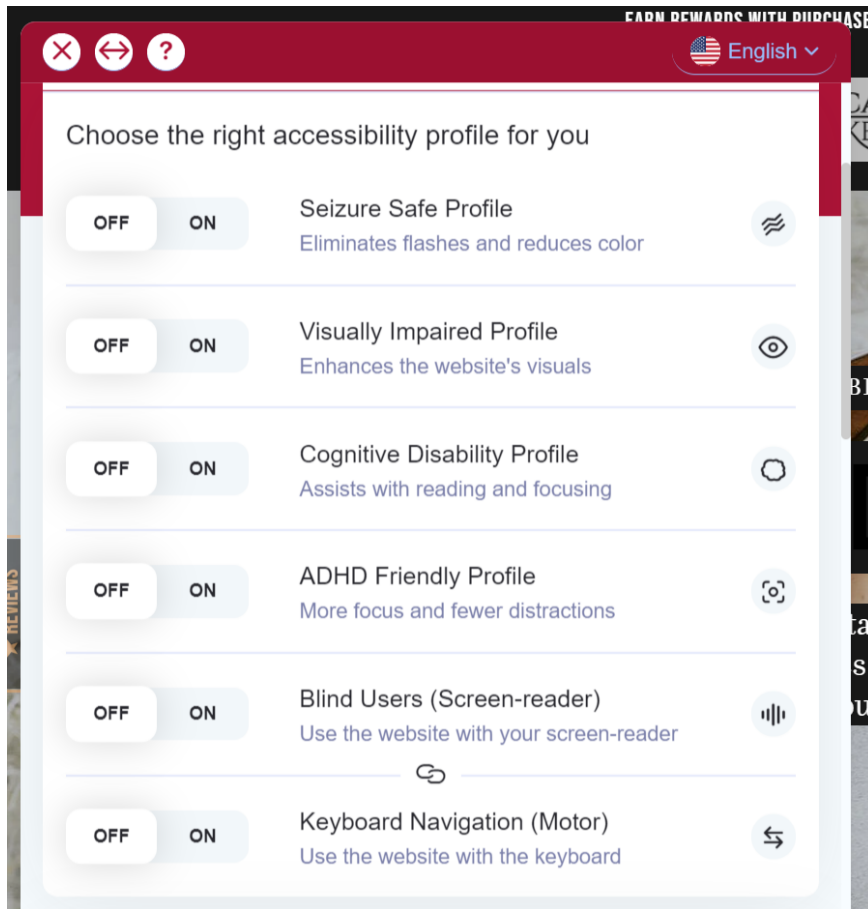 EARN REWARDS WITH PURCHASE
English
Choose the right accessibility profile for you
OFF ON
Seizure Safe Profile
Eliminates flashes and reduces color
OFF ON
Visually Impaired Profile
Enhances the website's visuals
OFF ON
Cognitive Disability Profile
Assists with reading and focusing
OFF ON
ADHD Friendly Profile
More focus and fewer distractions
REVIEWS
OFF ON
Blind Users (Screen-reader)
Use the website with your screen-reader
OFF ON
Keyboard Navigation (Motor)
Use the website with the keyboard